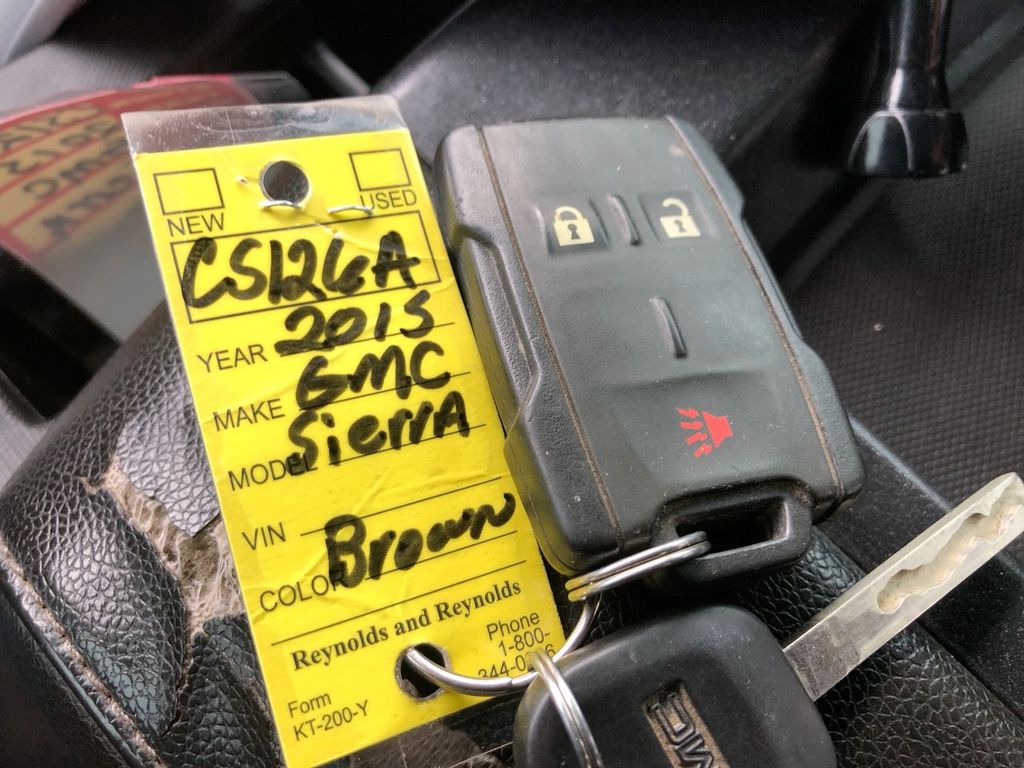 NEW
USED
CS126A
YEAR 2015
MAKE GMC
MODEL SierrA
VIN
COLOR Brown
Reynolds and Reynolds
Phone
1-800-
Form
KT-200-Y
GMC